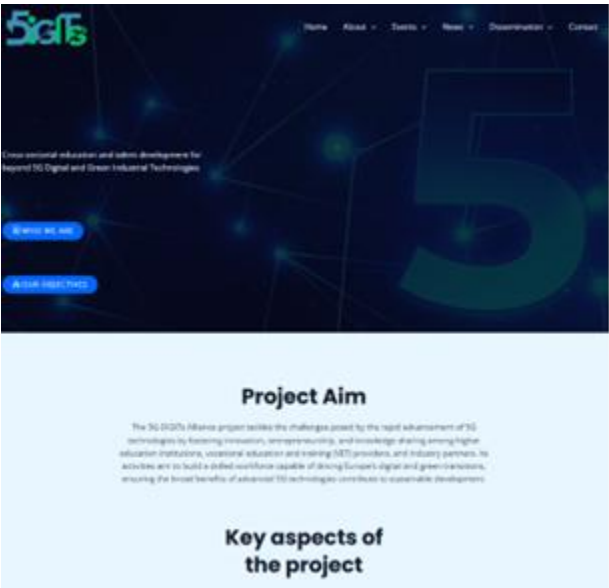 5GIGITs
Home About Events News Dissemination Contact
5
Cross-sectorial education and talent development for
beyond 5G Digital and Green Industrial Technologies
WHO WE ARE
OUR OBJECTIVES
Project Aim
The 5G-DIGITs Alliance project tackles the challenges posed by the rapid advancement of 5G
technologies by fostering innovation, entrepreneurship, and knowledge sharing among higher
education institutions, vocational education and training (VET) providers, and industry partners. Its
activities aim to build a skilled workforce capable of driving Europe's digital and green transitions,
ensuring the broad benefits of advanced 5G technologies contribute to sustainable development.
Key aspects of
the project